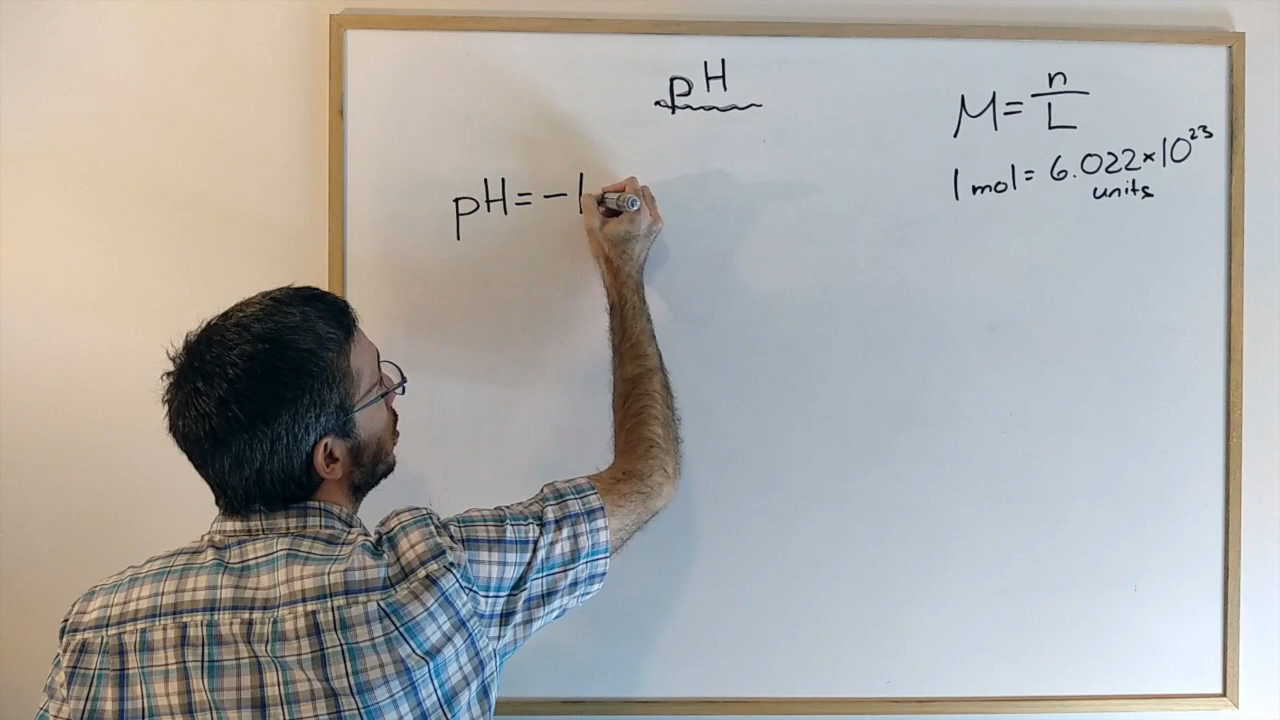 pH
pH = - l
M = n / L
1 mol = 6.022 × 10²³
units